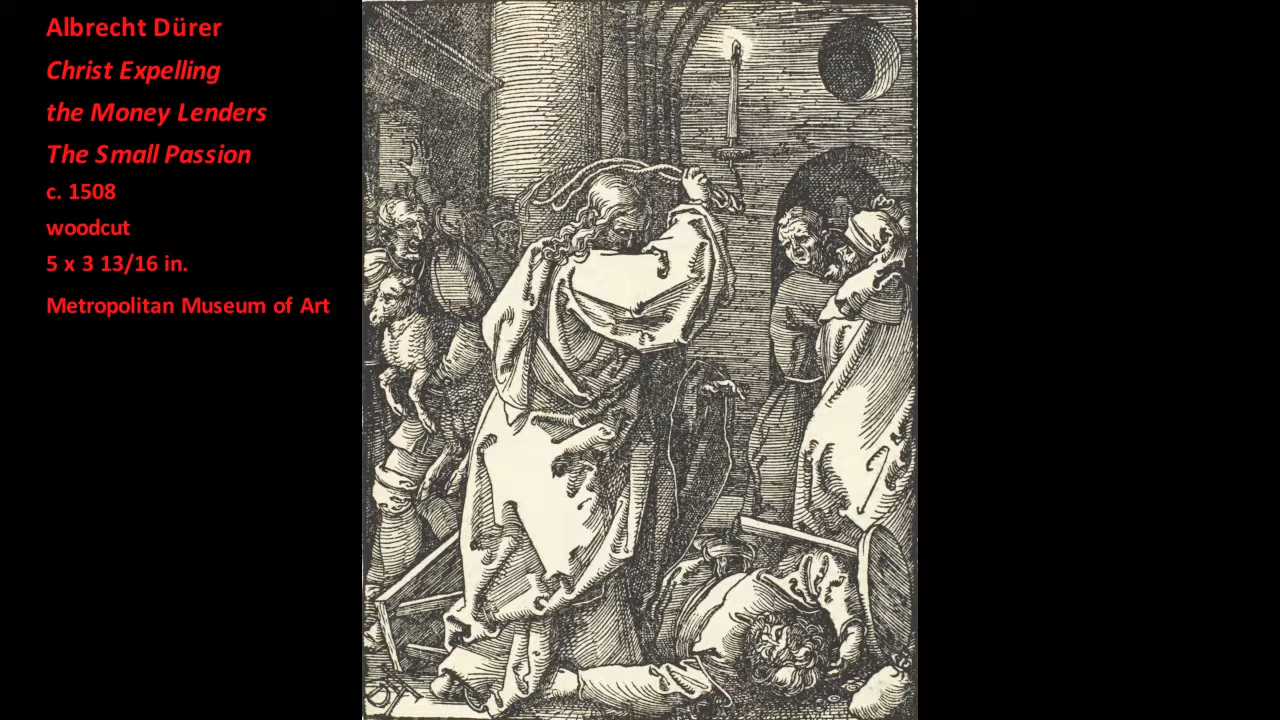 Albrecht Dürer
Christ Expelling
the Money Lenders
The Small Passion
c. 1508
woodcut
5 x 3 13/16 in.
Metropolitan Museum of Art